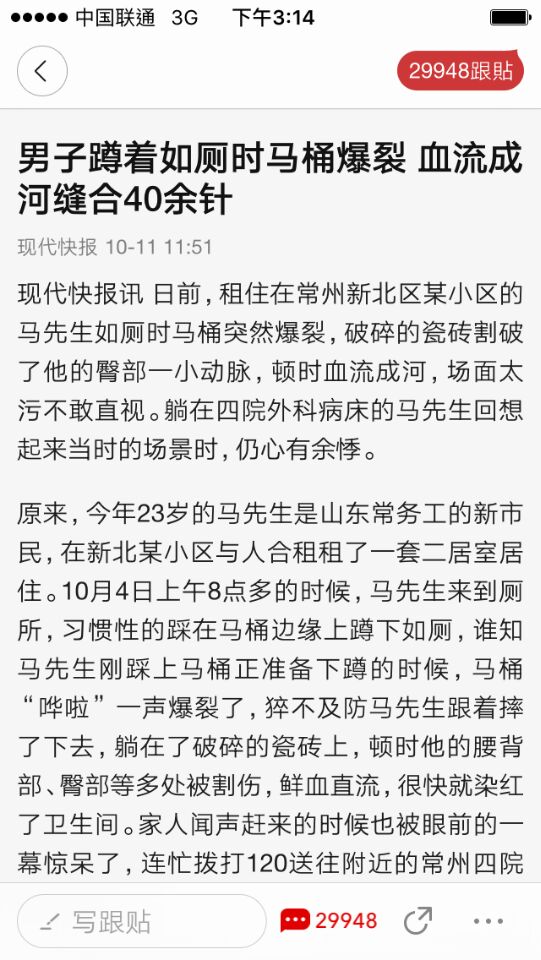 中国联通 3G 下午3:14
29948跟贴
男子蹲着如厕时马桶爆裂 血流成
河缝合40余针
现代快报 10-11 11:51
现代快报讯 日前，租住在常州新北区某小区的
马先生如厕时马桶突然爆裂，破碎的瓷砖割破
了他的臀部一小动脉，顿时血流成河，场面太
污不敢直视。躺在四院外科病床的马先生回想
起来当时的场景时，仍心有余悸。
原来，今年23岁的马先生是山东常务工的新市
民，在新北某小区与人合租租了一套二居室居
住。10月4日上午8点多的时候，马先生来到厕
所，习惯性的踩在马桶边缘上蹲下如厕，谁知
马先生刚踩上马桶正准备下蹲的时候，马桶
“哗啦”一声爆裂了，猝不及防马先生跟着摔
了下去，躺在了破碎的瓷砖上，顿时他的腰背
部、臀部等多处被割伤，鲜血直流，很快就染红
了卫生间。家人闻声赶来的时候也被眼前的一
幕惊呆了，连忙拨打120送往附近的常州四院
写跟贴 29948